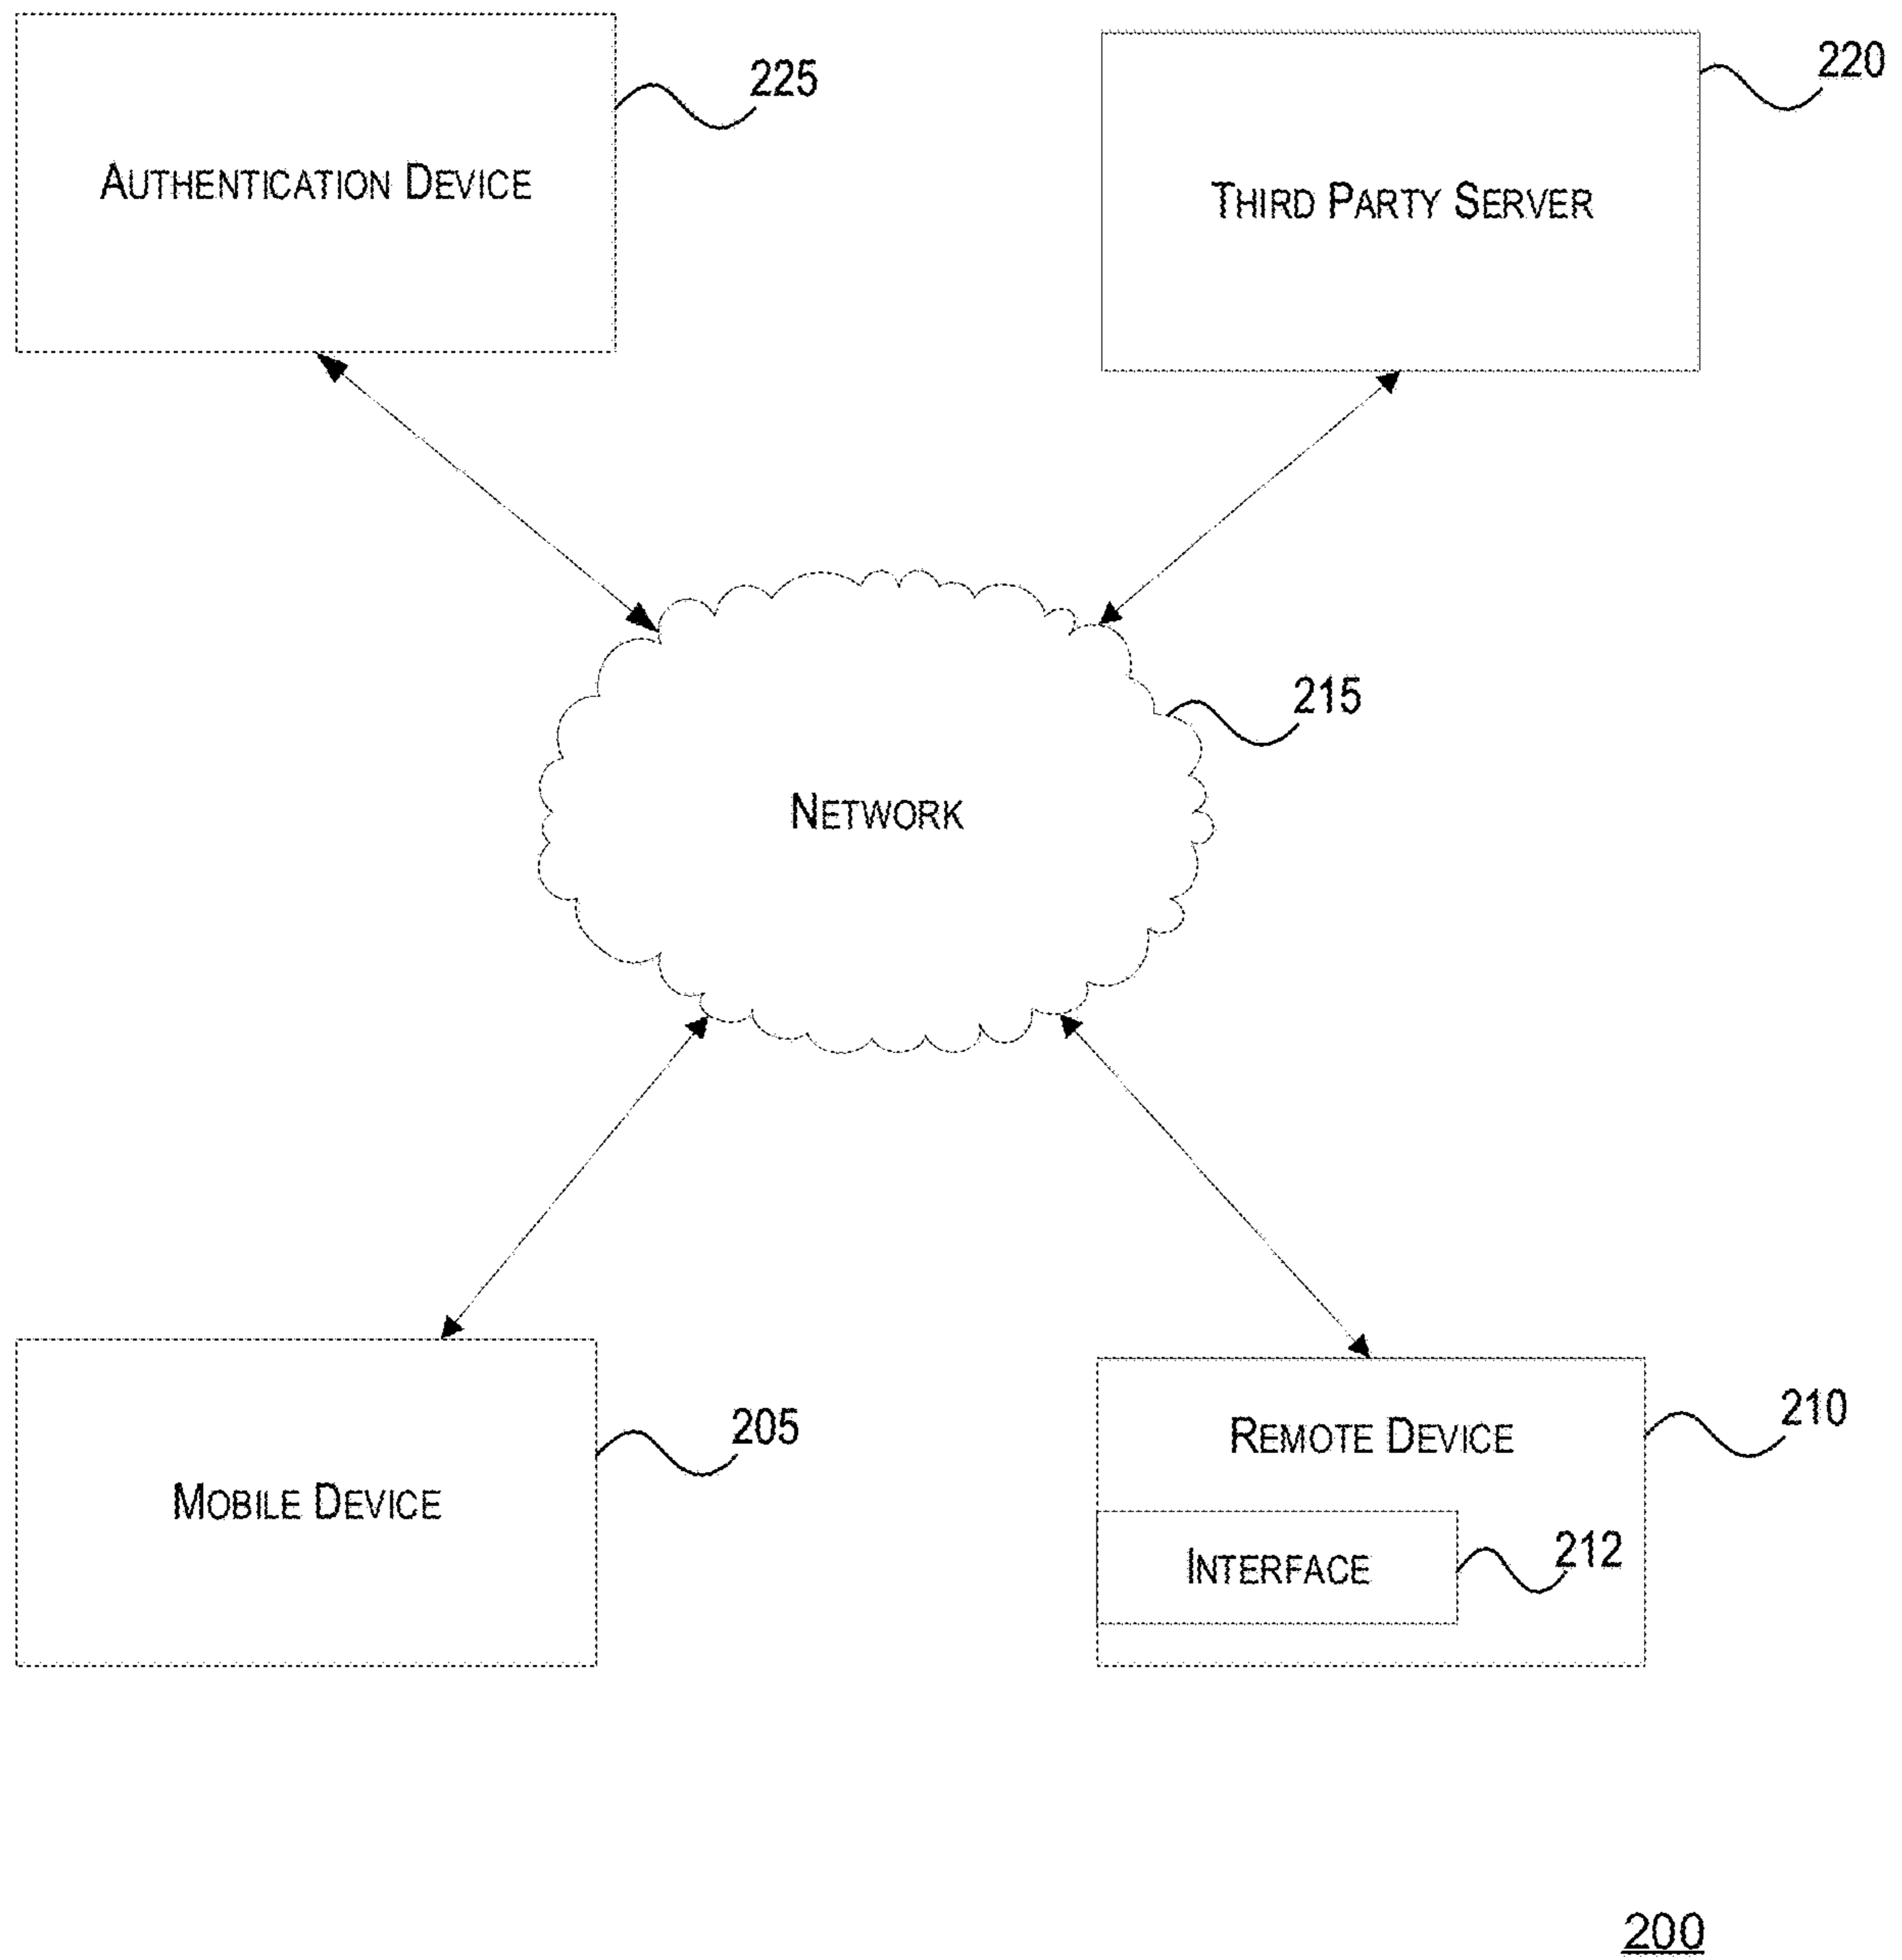 225
220
AUTHENTICATION DEVICE
THIRD PARTY SERVER
215
NETWORK
205
210
REMOTE DEVICE
MOBILE DEVICE
212
INTERFACE
200